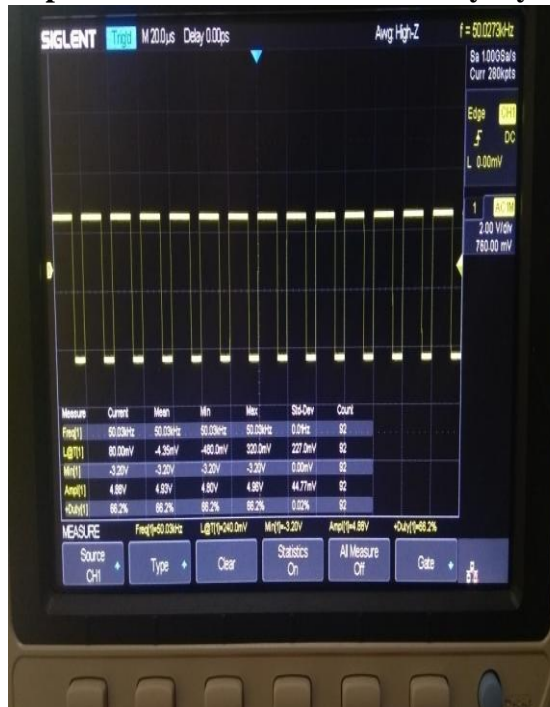 SIGLENT Trig'd M 20.0µs Delay 0.00ps Awg: High-Z f = 50.0273kHz
Sa 1.00GSa/s
Curr 280kpts
Edge CH1
DC
L 0.00mV
1 AC1M
2.00 V/div
760.00 mV
Measure Current Mean Min Max Std-Dev Count
Freq[1] 50.03kHz 50.03kHz 50.03kHz 50.03kHz 0.01Hz 92
L@T[1] 80.00mV -4.35mV -480.0mV 320.0mV 227.0mV 92
Min[1] -3.20V -3.20V -3.20V -3.20V 0.00mV 92
Ampl[1] 4.88V 4.93V 4.80V 4.96V 44.77mV 92
+Duty[1] 66.2% 66.2% 66.2% 66.2% 0.02% 92
MEASURE Freq[1]=50.03kHz L@T[1]=240.0mV Min[1]=-3.20V Ampl[1]=4.88V +Duty[1]=66.2%
Source
CH1
Type
Clear
Statistics
On
All Measure
Off
Gate